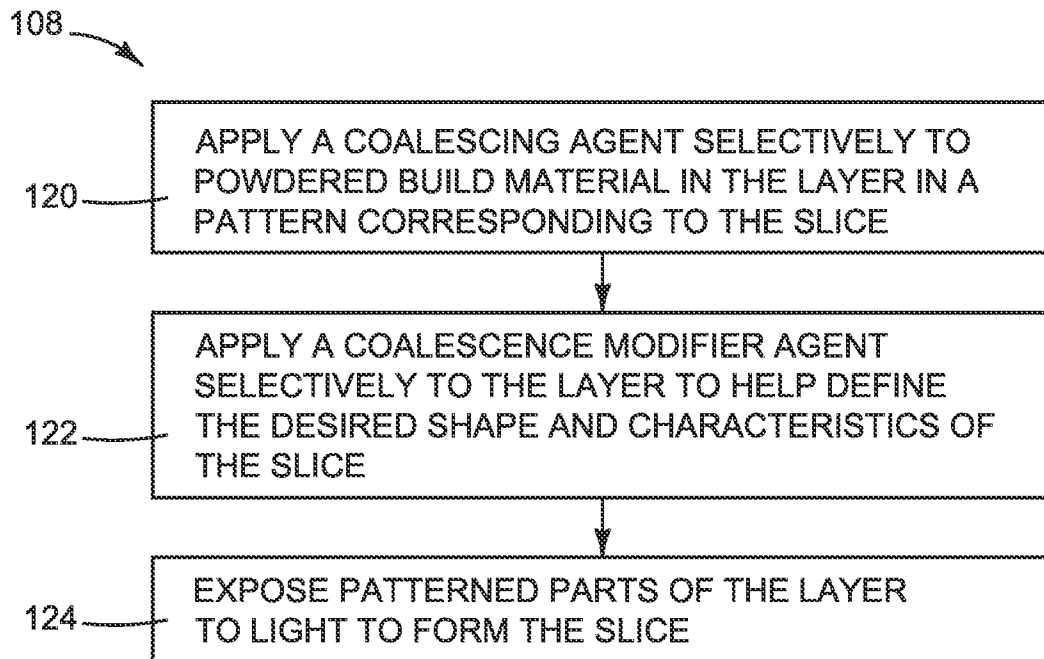 108
120
APPLY A COALESCING AGENT SELECTIVELY TO
POWDERED BUILD MATERIAL IN THE LAYER IN A
PATTERN CORRESPONDING TO THE SLICE
122
APPLY A COALESCENCE MODIFIER AGENT
SELECTIVELY TO THE LAYER TO HELP DEFINE
THE DESIRED SHAPE AND CHARACTERISTICS OF
THE SLICE
124
EXPOSE PATTERNED PARTS OF THE LAYER
TO LIGHT TO FORM THE SLICE